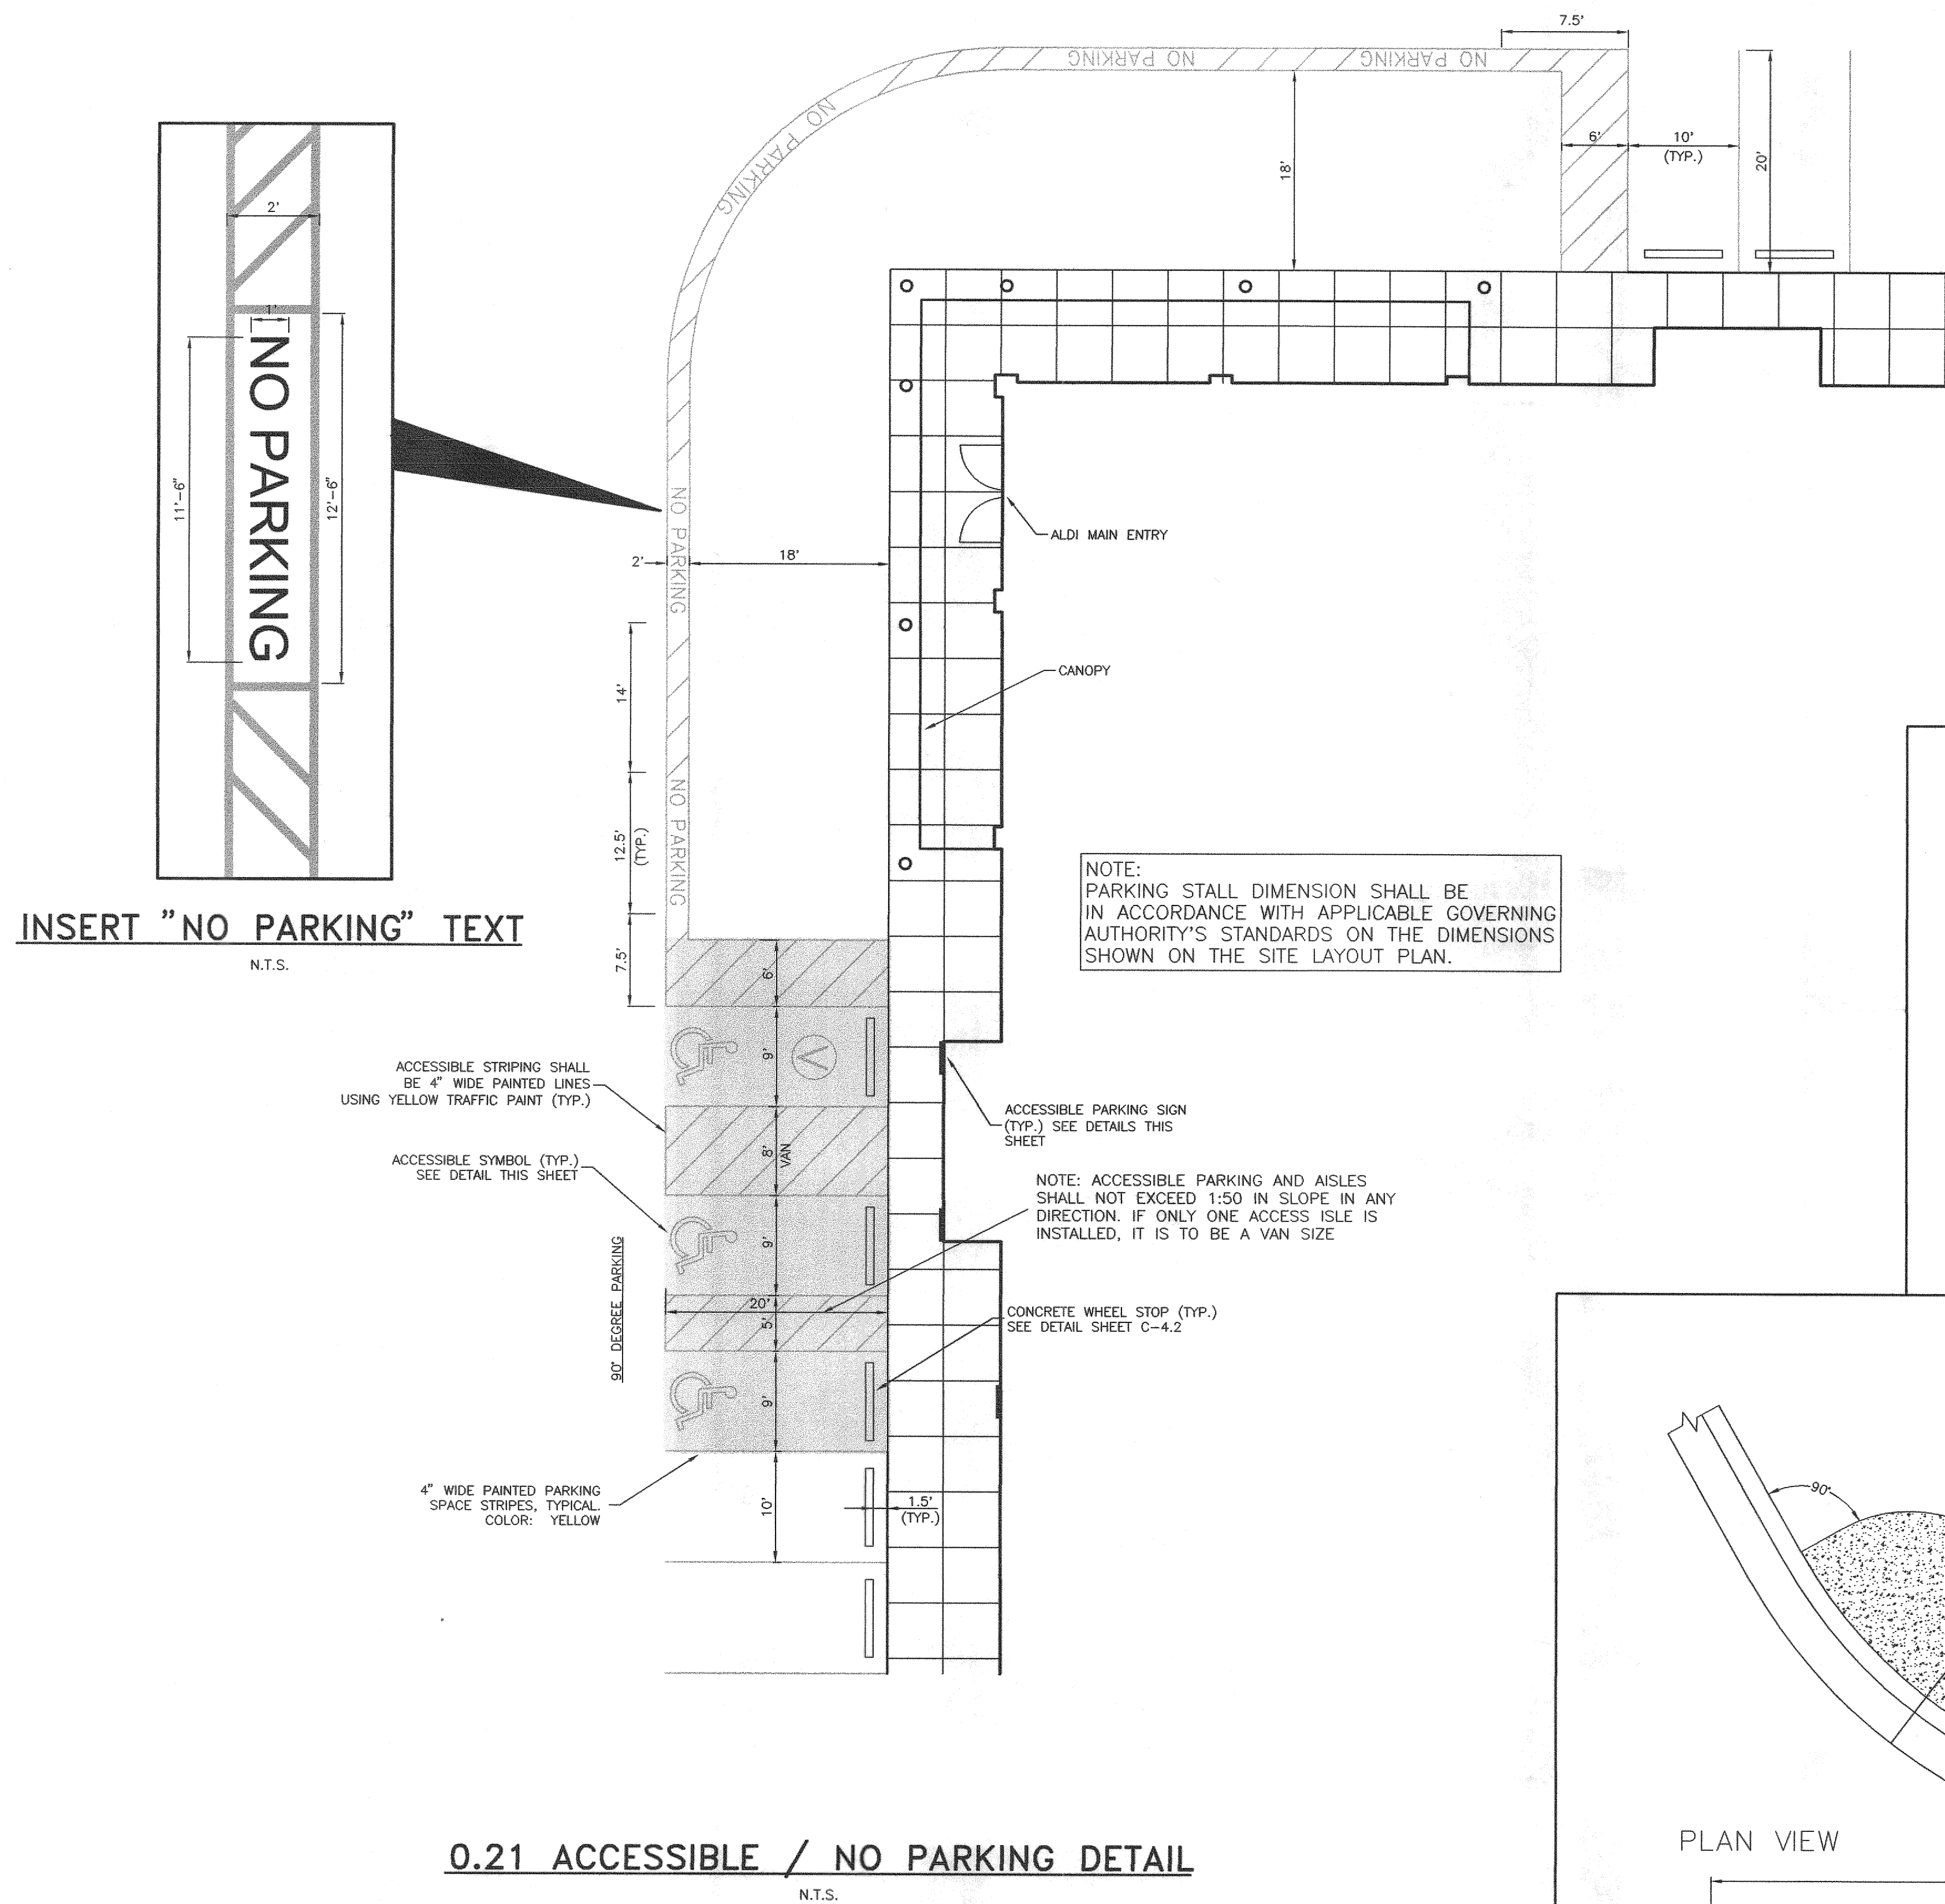 7.5'
NO PARKING
NO PARKING
NO PARKING
6'
10'
(TYP.)
20'
18'
2'
1'
NO PARKING
11'-6"
12'-6"
INSERT "NO PARKING" TEXT
N.T.S.
NO PARKING
2'
18'
ALDI MAIN ENTRY
14'
CANOPY
NO PARKING
12.5'
(TYP.)
7.5'
NOTE:
PARKING STALL DIMENSION SHALL BE
IN ACCORDANCE WITH APPLICABLE GOVERNING
AUTHORITY'S STANDARDS ON THE DIMENSIONS
SHOWN ON THE SITE LAYOUT PLAN.
6'
9'
V
ACCESSIBLE STRIPING SHALL
BE 4" WIDE PAINTED LINES
USING YELLOW TRAFFIC PAINT (TYP.)
ACCESSIBLE PARKING SIGN
(TYP.) SEE DETAILS THIS
SHEET
8'
VAN
ACCESSIBLE SYMBOL (TYP.)
SEE DETAIL THIS SHEET
NOTE: ACCESSIBLE PARKING AND AISLES
SHALL NOT EXCEED 1:50 IN SLOPE IN ANY
DIRECTION. IF ONLY ONE ACCESS ISLE IS
INSTALLED, IT IS TO BE A VAN SIZE
9'
90° DEGREE PARKING
20'
5'
CONCRETE WHEEL STOP (TYP.)
SEE DETAIL SHEET C-4.2
9'
4" WIDE PAINTED PARKING
SPACE STRIPES, TYPICAL.
COLOR: YELLOW
10'
1.5'
(TYP.)
90°
PLAN VIEW
0.21 ACCESSIBLE / NO PARKING DETAIL
N.T.S.